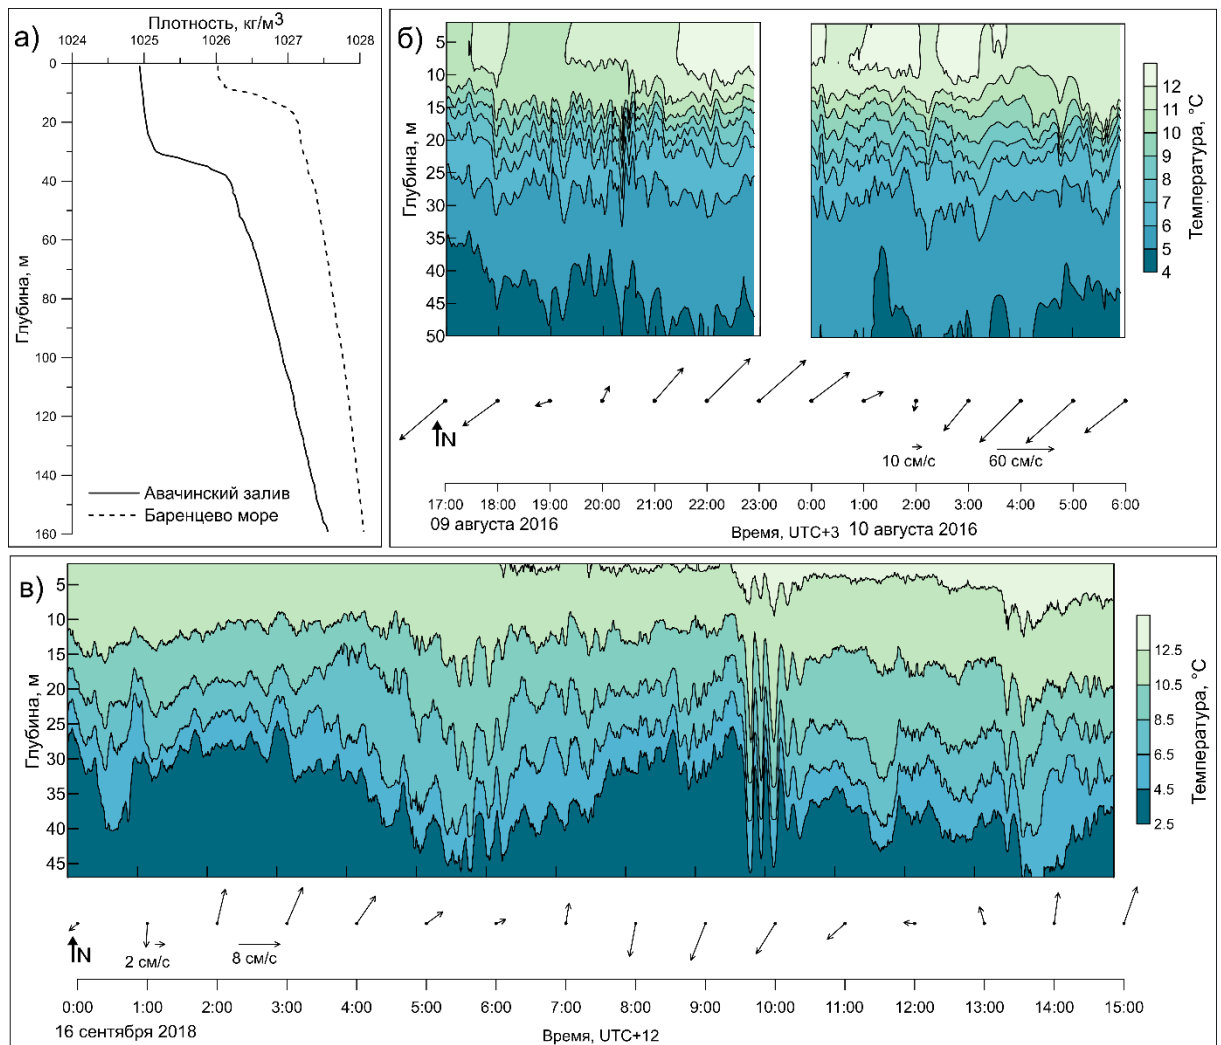 а)
Плотность, кг/м3
1024 1025 1026 1027 1028
Глубина, м
0
20
40
60
80
100
120
140
160
Авачинский залив
Баренцево море
б)
Глубина, м
5
10
15
20
25
30
35
40
45
50
12
11
10
9
8
7
6
5
4
Температура, °C
N
10 см/с
60 см/с
17:00 18:00 19:00 20:00 21:00 22:00 23:00 0:00 1:00 2:00 3:00 4:00 5:00 6:00
09 августа 2016
Время, UTC+3
10 августа 2016
в)
Глубина, м
5
10
15
20
25
30
35
40
45
12.5
10.5
8.5
6.5
4.5
2.5
Температура, °C
N
2 см/с
8 см/с
0:00 1:00 2:00 3:00 4:00 5:00 6:00 7:00 8:00 9:00 10:00 11:00 12:00 13:00 14:00 15:00
16 сентября 2018
Время, UTC+12